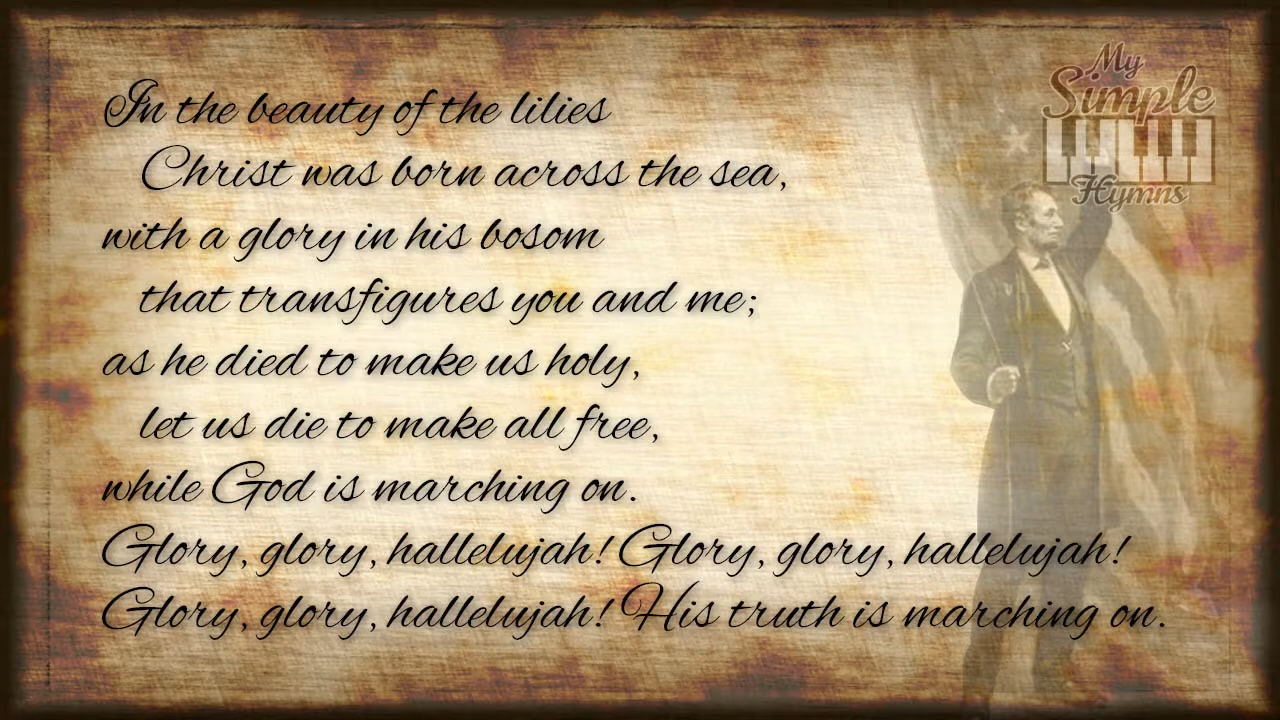 My
Simple
Hymns
In the beauty of the lilies
Christ was born across the sea,
with a glory in his bosom
that transfigures you and me;
as he died to make us holy,
let us die to make all free,
while God is marching on.
Glory, glory, hallelujah! Glory, glory, hallelujah!
Glory, glory, hallelujah! His truth is marching on.